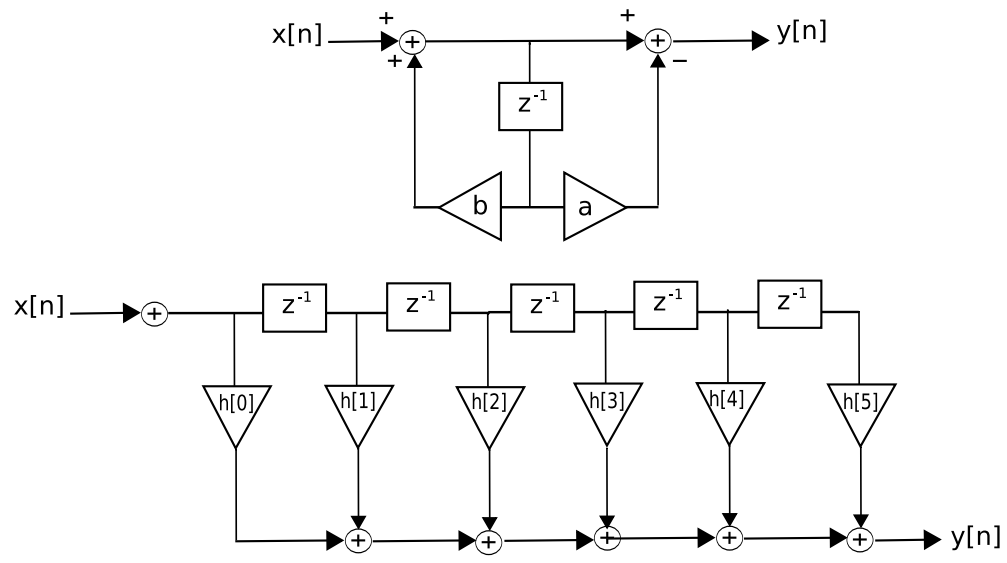 x[n] + + + + + − y[n]
z⁻¹
b a
x[n] + z⁻¹ z⁻¹ z⁻¹ z⁻¹ z⁻¹
h[0] h[1] h[2] h[3] h[4] h[5]
+ + + + + y[n]